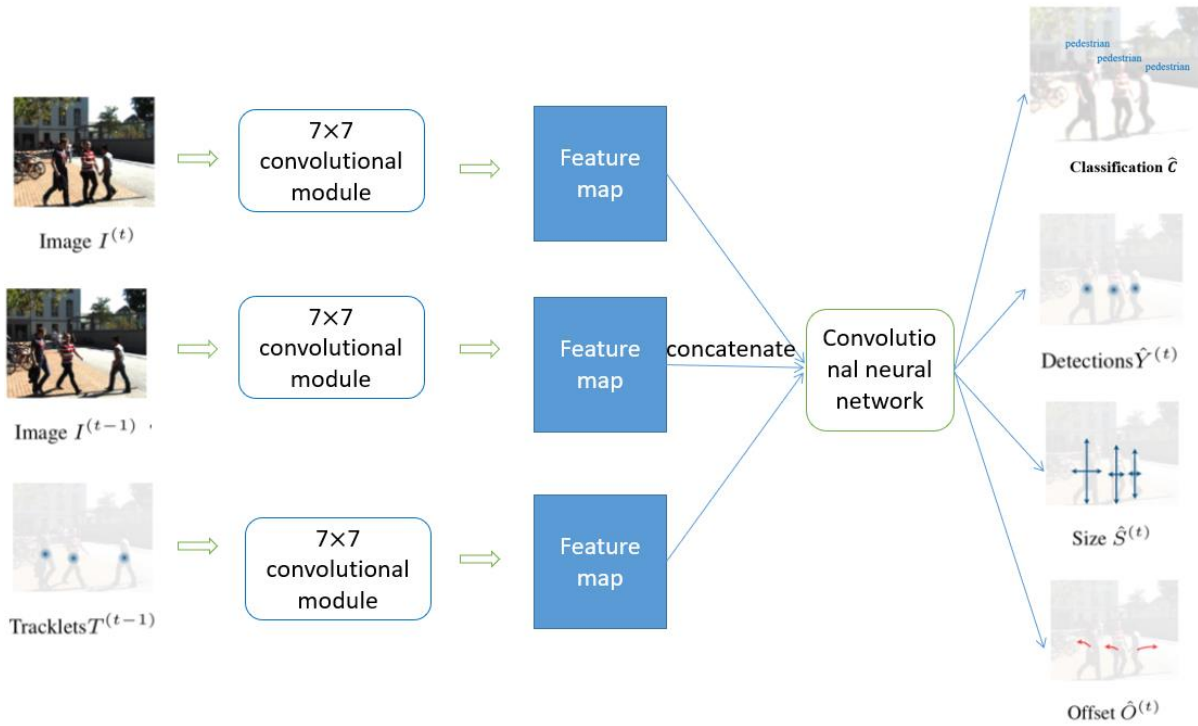 pedestrian
pedestrian
pedestrian
Classification Ĉ
7×7
convolutional
module
Feature
map
Image I^(t)
7×7
convolutional
module
Feature
map
concatenate
Convolutio
nal neural
network
Detections Ŷ^(t)
Image I^(t−1)
7×7
convolutional
module
Feature
map
Size Ŝ^(t)
Tracklets T^(t−1)
Offset Ô^(t)